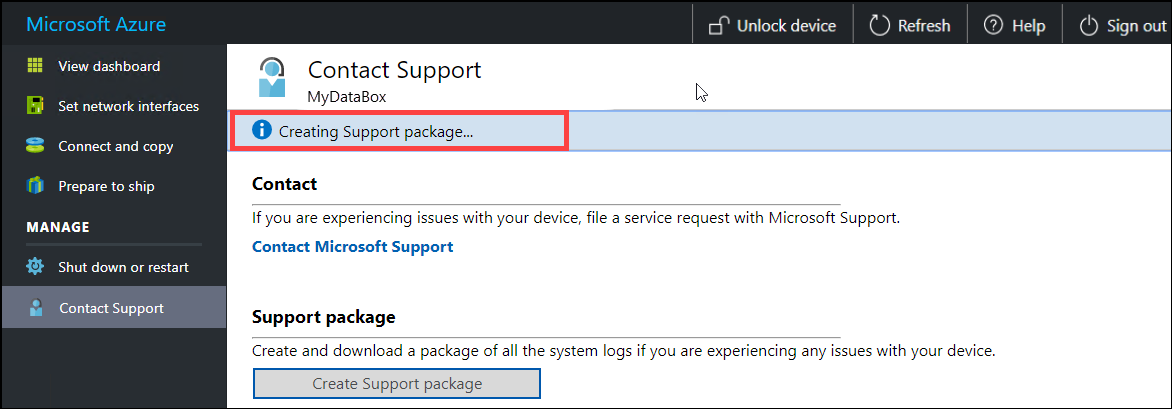 Microsoft Azure
Unlock device
Refresh
Help
Sign out
View dashboard
Set network interfaces
Connect and copy
Prepare to ship
MANAGE
Shut down or restart
Contact Support
Contact Support
MyDataBox
Creating Support package...
Contact
If you are experiencing issues with your device, file a service request with Microsoft Support.
Contact Microsoft Support
Support package
Create and download a package of all the system logs if you are experiencing any issues with your device.
Create Support package